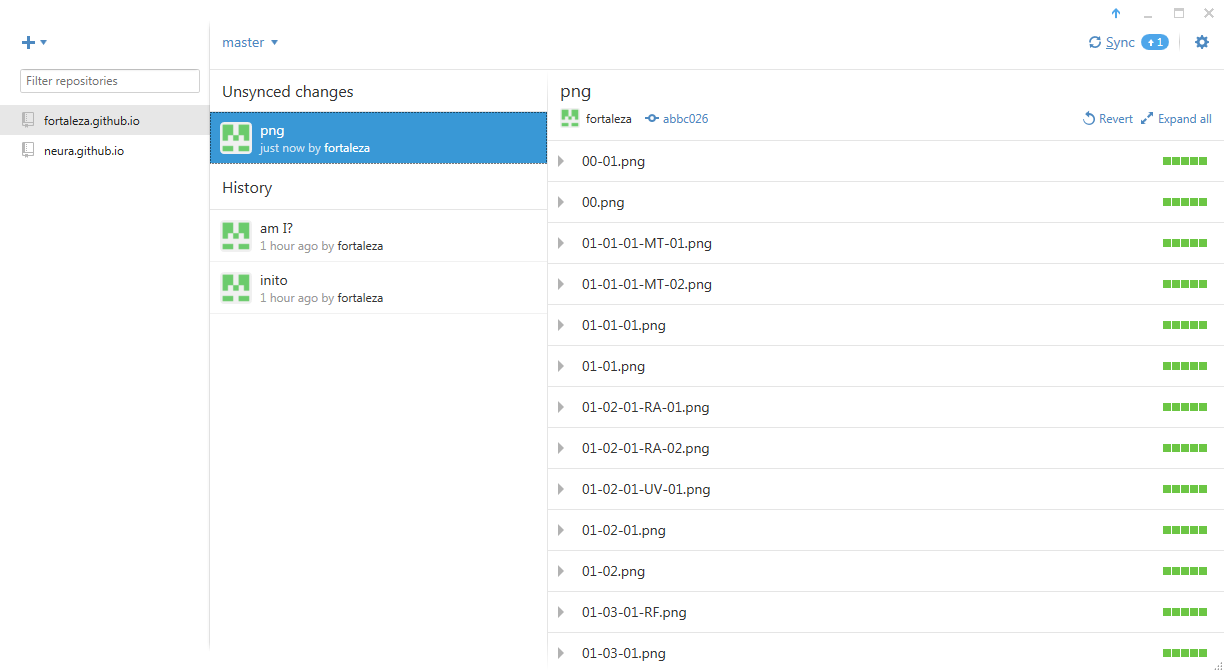 master
Sync 1
Filter repositories
fortaleza.github.io
neura.github.io
Unsynced changes
png
just now by fortaleza
History
am I?
1 hour ago by fortaleza
inito
1 hour ago by fortaleza
png
fortaleza abbc026
Revert Expand all
00-01.png
00.png
01-01-01-MT-01.png
01-01-01-MT-02.png
01-01-01.png
01-01.png
01-02-01-RA-01.png
01-02-01-RA-02.png
01-02-01-UV-01.png
01-02-01.png
01-02.png
01-03-01-RF.png
01-03-01.png